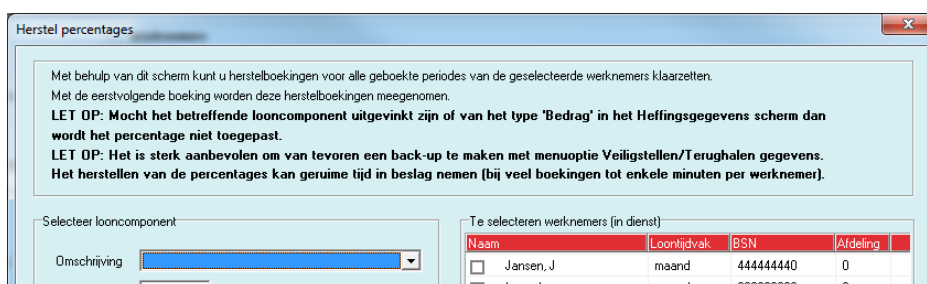 Herstel percentages
Met behulp van dit scherm kunt u herstelboekingen voor alle geboekte periodes van de geselecteerde werknemers klaarzetten.
Met de eerstvolgende boeking worden deze herstelboekingen meegenomen.
LET OP: Mocht het betreffende looncomponent uitgevinkt zijn of van het type 'Bedrag' in het Heffingsgegevens scherm dan
wordt het percentage niet toegepast.
LET OP: Het is sterk aanbevolen om van tevoren een back-up te maken met menuoptie Veiligstellen/Terughalen gegevens.
Het herstellen van de percentages kan geruime tijd in beslag nemen (bij veel boekingen tot enkele minuten per werknemer).
Selecteer looncomponent
Omschrijving
Te selecteren werknemers (in dienst)
Naam Loontijdvak BSN Afdeling
Jansen, J maand 444444440 0